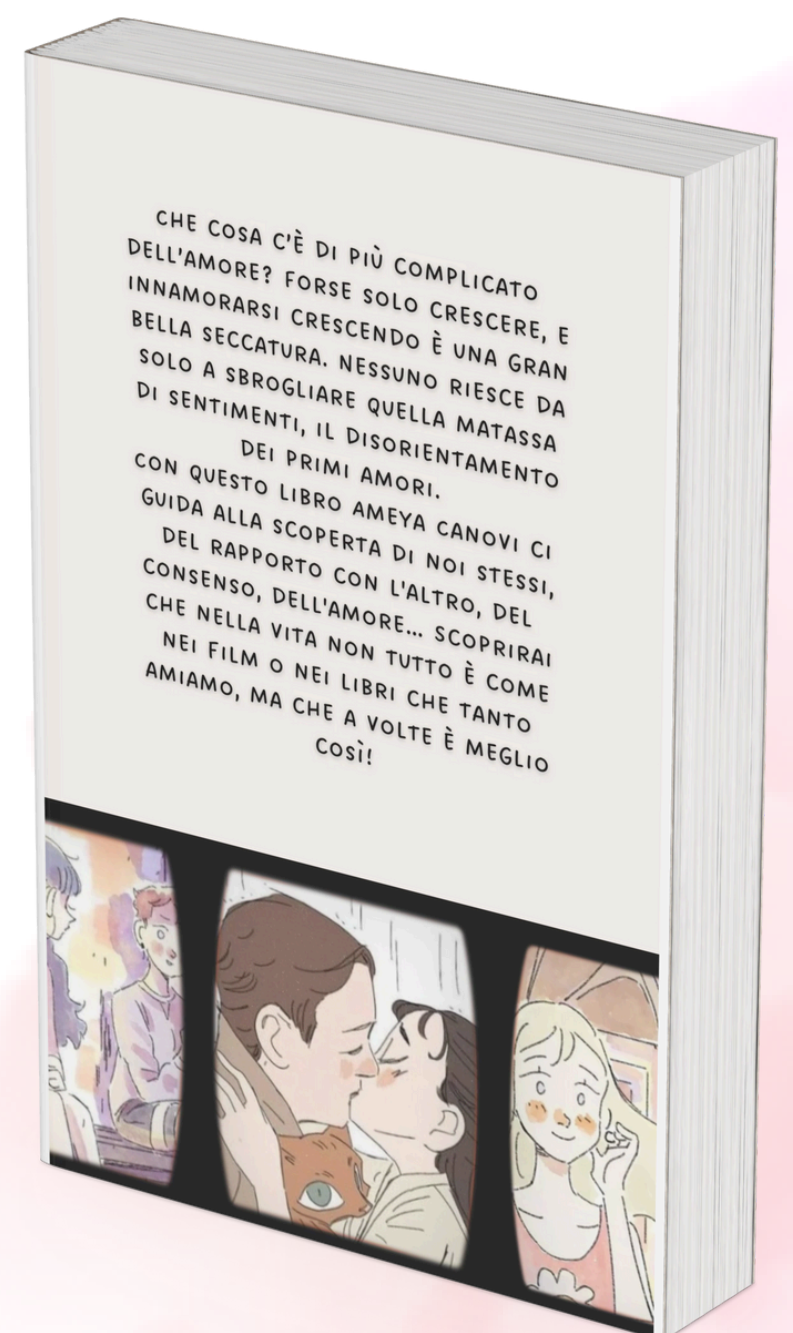 CHE COSA C'È DI PIÙ COMPLICATO
DELL'AMORE? FORSE SOLO CRESCERE, E
INNAMORARSI CRESCENDO È UNA GRAN
BELLA SECCATURA. NESSUNO RIESCE DA
SOLO A SBROGLIARE QUELLA MATASSA
DI SENTIMENTI, IL DISORIENTAMENTO
DEI PRIMI AMORI.
CON QUESTO LIBRO AMEYA CANOVI CI
GUIDA ALLA SCOPERTA DI NOI STESSI,
DEL RAPPORTO CON L'ALTRO, DEL
CONSENSO, DELL'AMORE... SCOPRIRAI
CHE NELLA VITA NON TUTTO È COME
NEI FILM O NEI LIBRI CHE TANTO
AMIAMO, MA CHE A VOLTE È MEGLIO
COSÌ!